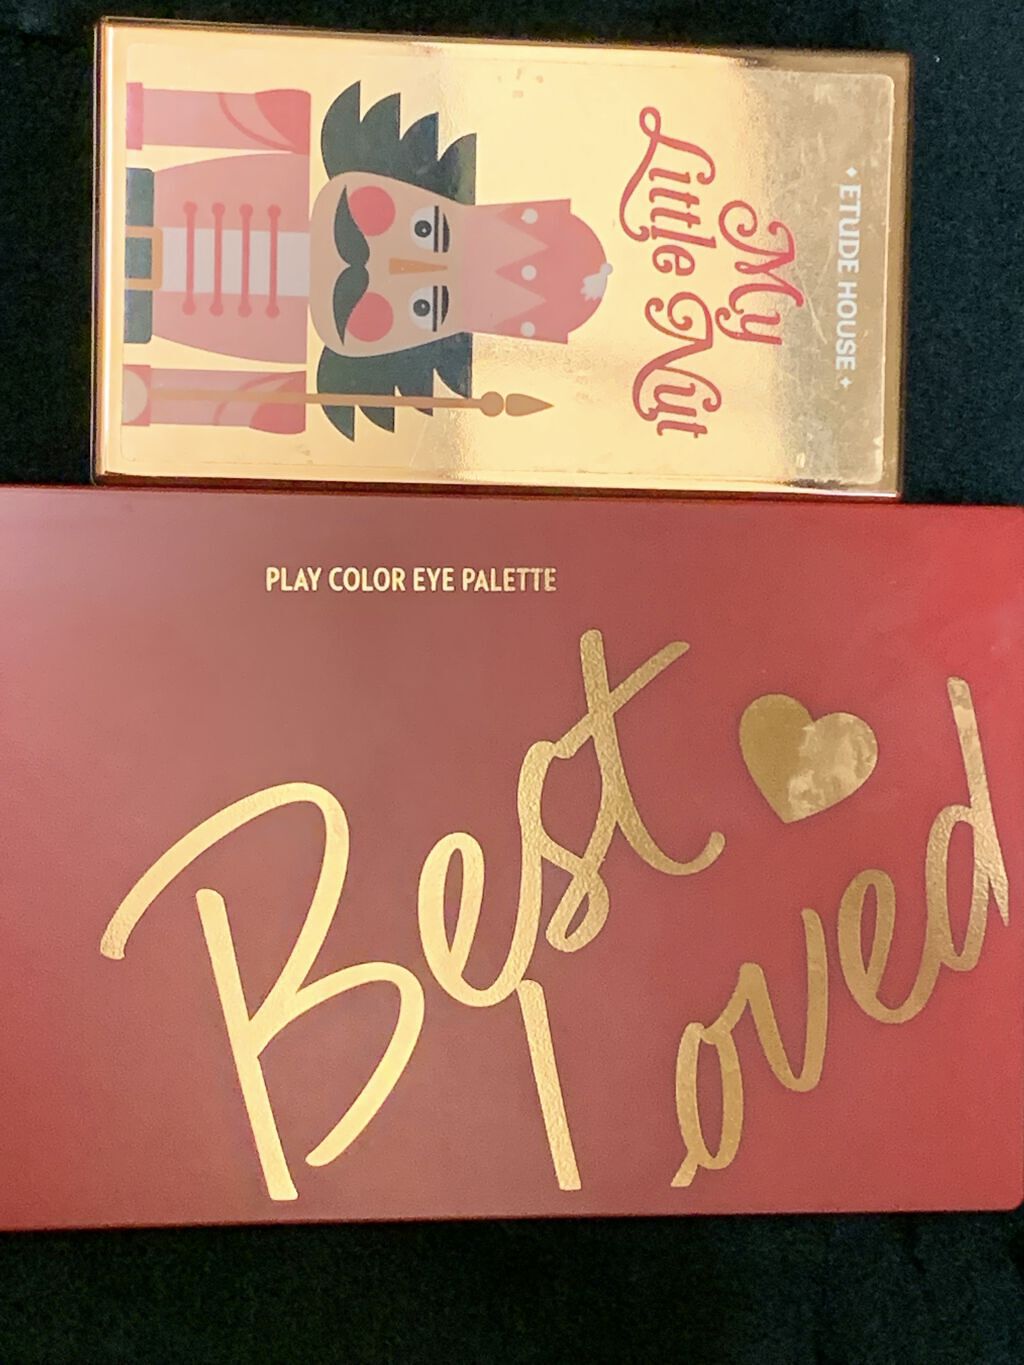 ETUDE HOUSE
My
Little Nut
PLAY COLOR EYE PALETTE
Best
loved